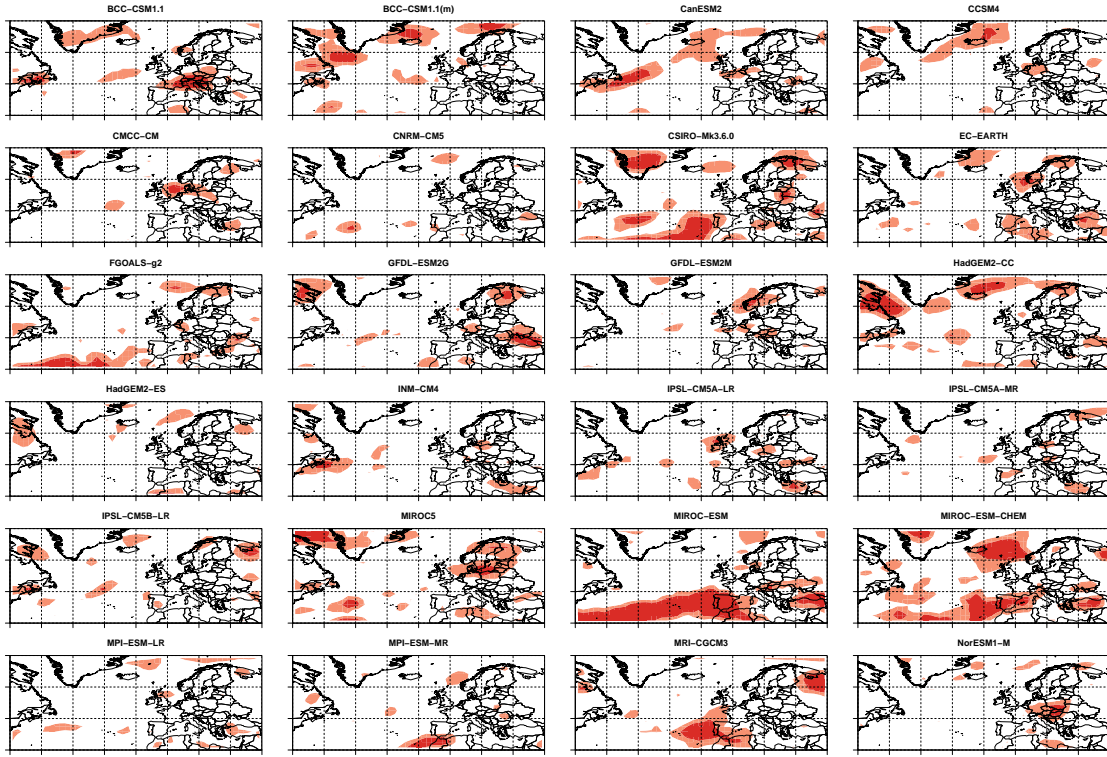 BCC−CSM1.1
BCC−CSM1.1(m)
CanESM2
CCSM4
CMCC−CM
CNRM−CM5
CSIRO−Mk3.6.0
EC−EARTH
FGOALS−g2
GFDL−ESM2G
GFDL−ESM2M
HadGEM2−CC
HadGEM2−ES
INM−CM4
IPSL−CM5A−LR
IPSL−CM5A−MR
IPSL−CM5B−LR
MIROC5
MIROC−ESM
MIROC−ESM−CHEM
MPI−ESM−LR
MPI−ESM−MR
MRI−CGCM3
NorESM1−M